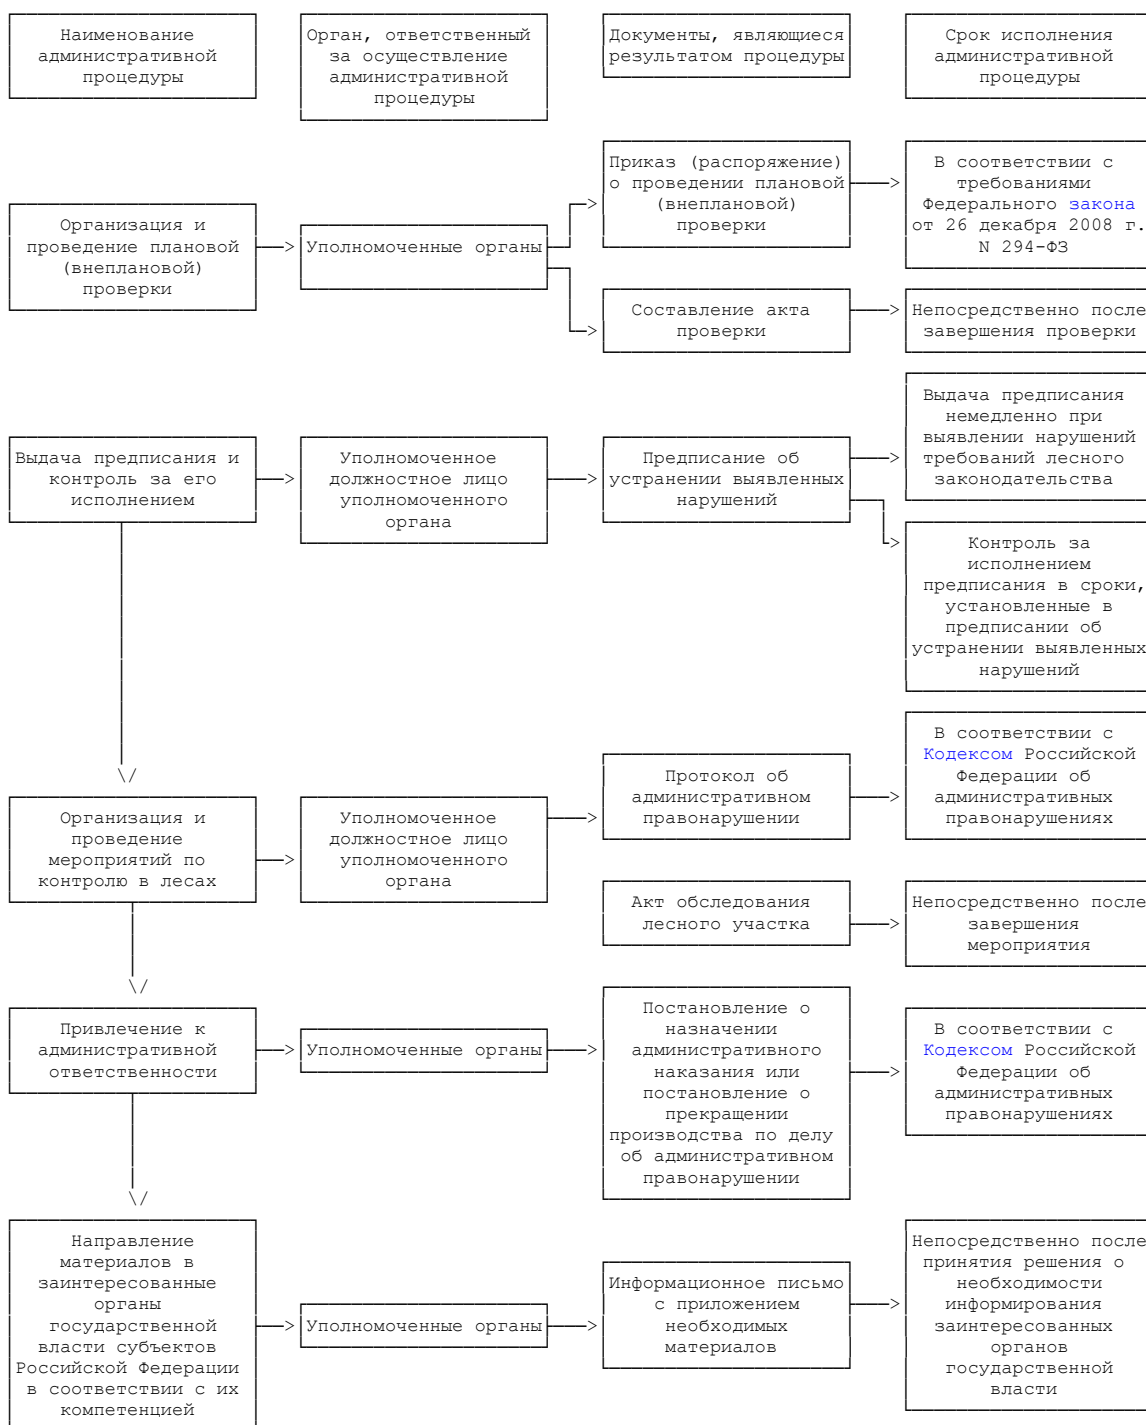 Наименование
административной
процедуры
Орган, ответственный
за осуществление
административной
процедуры
Документы, являющиеся
результатом процедуры
Срок исполнения
административной
процедуры
Организация и
проведение плановой
(внеплановой)
проверки
Уполномоченные органы
Приказ (распоряжение)
о проведении плановой
(внеплановой)
проверки
В соответствии с
требованиями
Федерального закона
от 26 декабря 2008 г.
N 294-ФЗ
Составление акта
проверки
Непосредственно после
завершения проверки
Выдача предписания и
контроль за его
исполнением
Уполномоченное
должностное лицо
уполномоченного
органа
Предписание об
устранении выявленных
нарушений
Выдача предписания
немедленно при
выявлении нарушений
требований лесного
законодательства
Контроль за
исполнением
предписания в сроки,
установленные в
предписании об
устранении выявленных
нарушений
Организация и
проведение
мероприятий по
контролю в лесах
Уполномоченное
должностное лицо
уполномоченного
органа
Протокол об
административном
правонарушении
В соответствии с
Кодексом Российской
Федерации об
административных
правонарушениях
Акт обследования
лесного участка
Непосредственно после
завершения
мероприятия
Привлечение к
административной
ответственности
Уполномоченные органы
Постановление о
назначении
административного
наказания или
постановление о
прекращении
производства по делу
об административном
правонарушении
В соответствии с
Кодексом Российской
Федерации об
административных
правонарушениях
Направление
материалов в
заинтересованные
органы
государственной
власти субъектов
Российской Федерации
в соответствии с их
компетенцией
Уполномоченные органы
Информационное письмо
с приложением
необходимых
материалов
Непосредственно после
принятия решения о
необходимости
информирования
заинтересованных
органов
государственной
власти